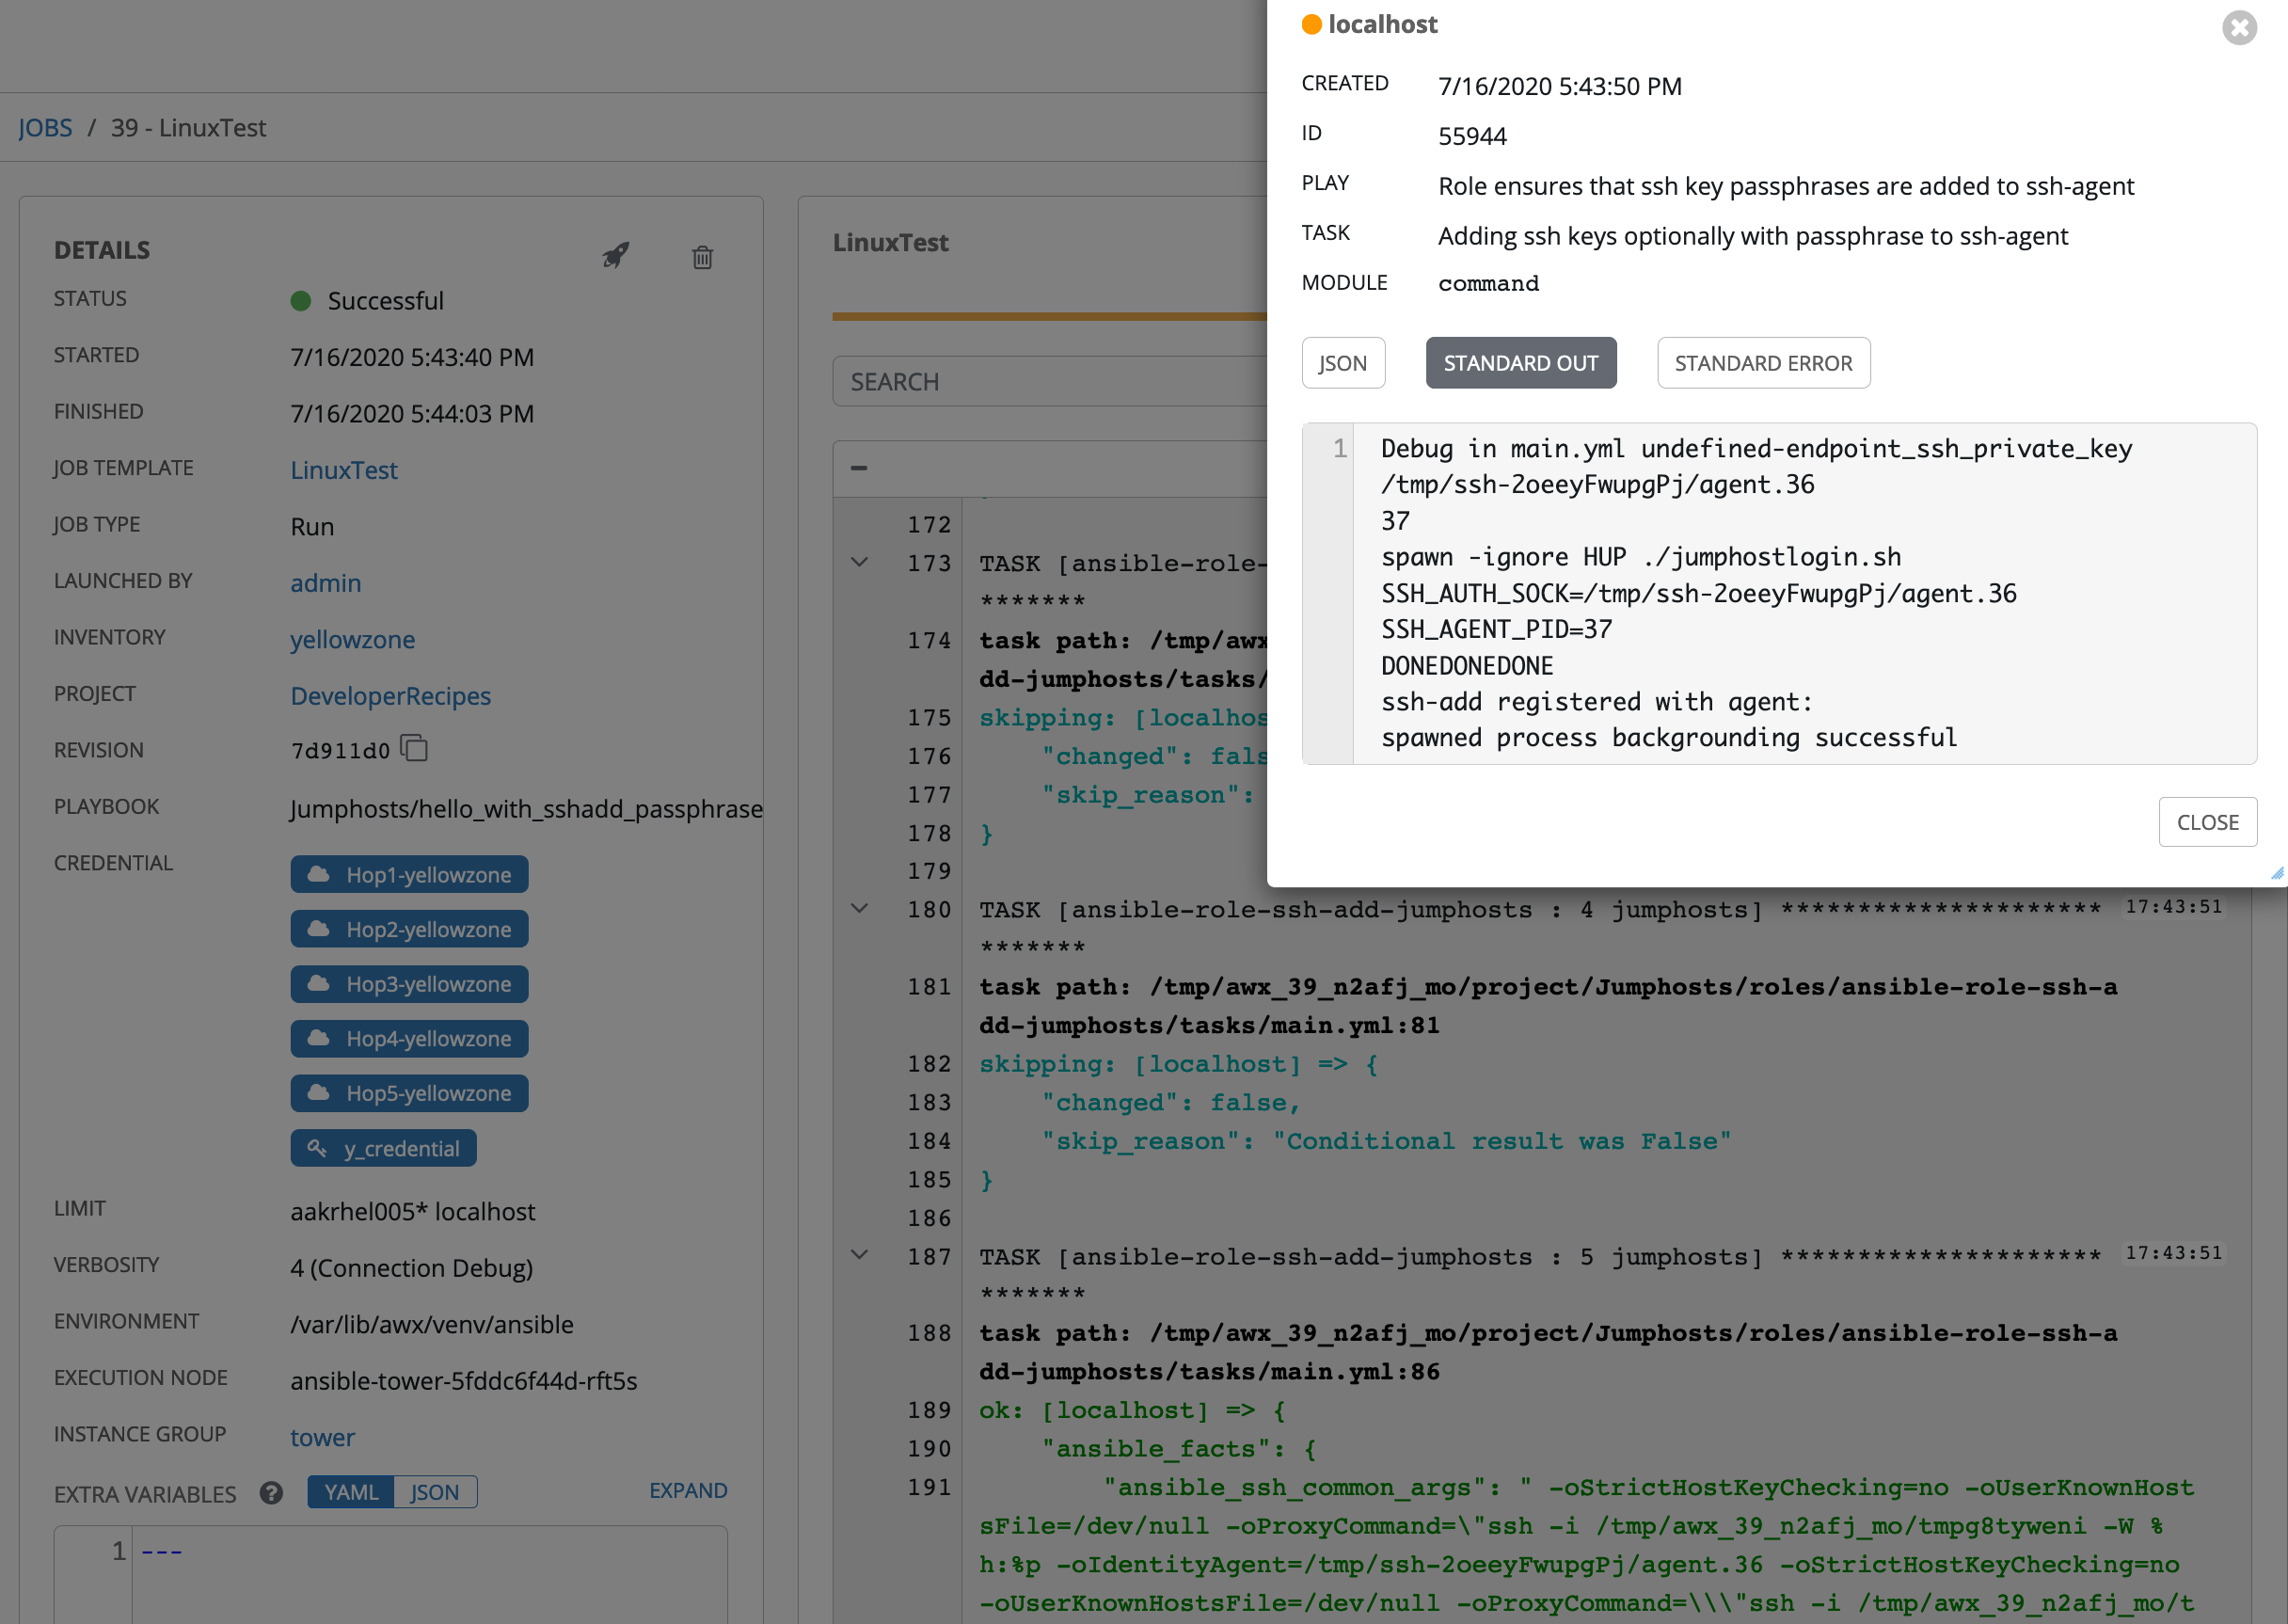 JOBS / 39 - LinuxTest
DETAILS
STATUS Successful
STARTED 7/16/2020 5:43:40 PM
FINISHED 7/16/2020 5:44:03 PM
JOB TEMPLATE LinuxTest
JOB TYPE Run
LAUNCHED BY admin
INVENTORY yellowzone
PROJECT DeveloperRecipes
REVISION 7d911d0
PLAYBOOK Jumphosts/hello_with_sshadd_passphrase
CREDENTIAL Hop1-yellowzone
Hop2-yellowzone
Hop3-yellowzone
Hop4-yellowzone
Hop5-yellowzone
y_credential
LIMIT aakrhel005* localhost
VERBOSITY 4 (Connection Debug)
ENVIRONMENT /var/lib/awx/venv/ansible
EXECUTION NODE ansible-tower-5fddc6f44d-rft5s
INSTANCE GROUP tower
EXTRA VARIABLES ? YAML JSON EXPAND
1 ---
LinuxTest
SEARCH
172
173 TASK [ansible-role-
*******
174 task path: /tmp/awx
dd-jumphosts/tasks/
175 skipping: [localhos
176 "changed": fals
177 "skip_reason":
178 }
179
180 TASK [ansible-role-ssh-add-jumphosts : 4 jumphosts] ********************* 17:43:51
*******
181 task path: /tmp/awx_39_n2afj_mo/project/Jumphosts/roles/ansible-role-ssh-a
dd-jumphosts/tasks/main.yml:81
182 skipping: [localhost] => {
183 "changed": false,
184 "skip_reason": "Conditional result was False"
185 }
186
187 TASK [ansible-role-ssh-add-jumphosts : 5 jumphosts] ********************* 17:43:51
*******
188 task path: /tmp/awx_39_n2afj_mo/project/Jumphosts/roles/ansible-role-ssh-a
dd-jumphosts/tasks/main.yml:86
189 ok: [localhost] => {
190 "ansible_facts": {
191 "ansible_ssh_common_args": " -oStrictHostKeyChecking=no -oUserKnownHost
sFile=/dev/null -oProxyCommand=\"ssh -i /tmp/awx_39_n2afj_mo/tmpg8tyweni -W %
h:%p -oIdentityAgent=/tmp/ssh-2oeeyFwupgPj/agent.36 -oStrictHostKeyChecking=no
-oUserKnownHostsFile=/dev/null -oProxyCommand=\\\"ssh -i /tmp/awx_39_n2afj_mo/t
localhost
CREATED 7/16/2020 5:43:50 PM
ID 55944
PLAY Role ensures that ssh key passphrases are added to ssh-agent
TASK Adding ssh keys optionally with passphrase to ssh-agent
MODULE command
JSON STANDARD OUT STANDARD ERROR
1 Debug in main.yml undefined-endpoint_ssh_private_key
/tmp/ssh-2oeeyFwupgPj/agent.36
37
spawn -ignore HUP ./jumphostlogin.sh
SSH_AUTH_SOCK=/tmp/ssh-2oeeyFwupgPj/agent.36
SSH_AGENT_PID=37
DONEDONEDONE
ssh-add registered with agent:
spawned process backgrounding successful
CLOSE